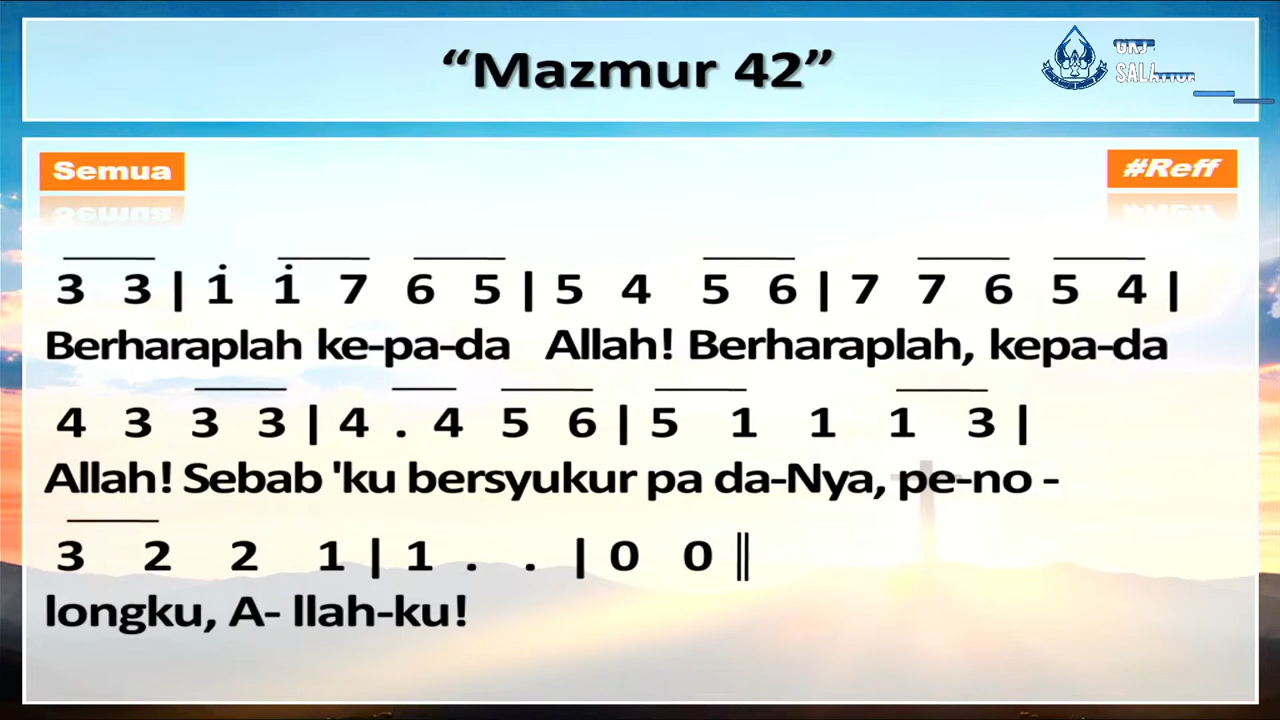 “Mazmur 42”
GKJ
Semua
#Reff
3 3 | 1̇ 1̇ 7 6 5 | 5 4 5 6 | 7 7 6 5 4 |
Berharaplah ke-pa-da Allah! Berharaplah, kepa-da
4 3 3 3 | 4 . 4 5 6 | 5 1 1 1 3 |
Allah! Sebab 'ku bersyukur pa da-Nya, pe-no -
3 2 2 1 | 1 . . | 0 0 ‖
longku, A- llah-ku!